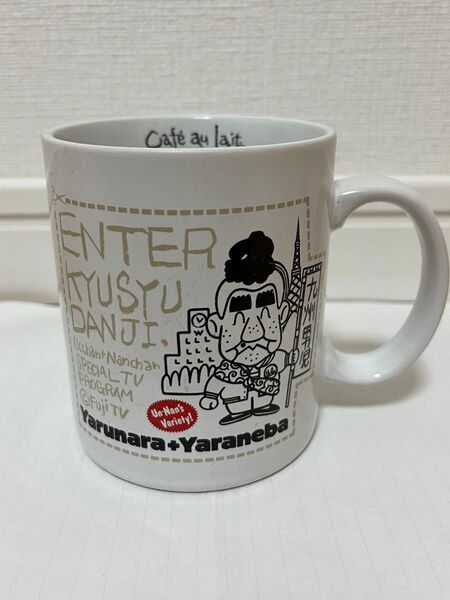 Café au lait
ENTER
KYUSYU
DANJI.
Ucchan+Nanchan
SPECIAL TV
PROGRAM
@Fuji TV
Un-Nan's
Variety!
Yarunara+Yaraneba
W
九州男児